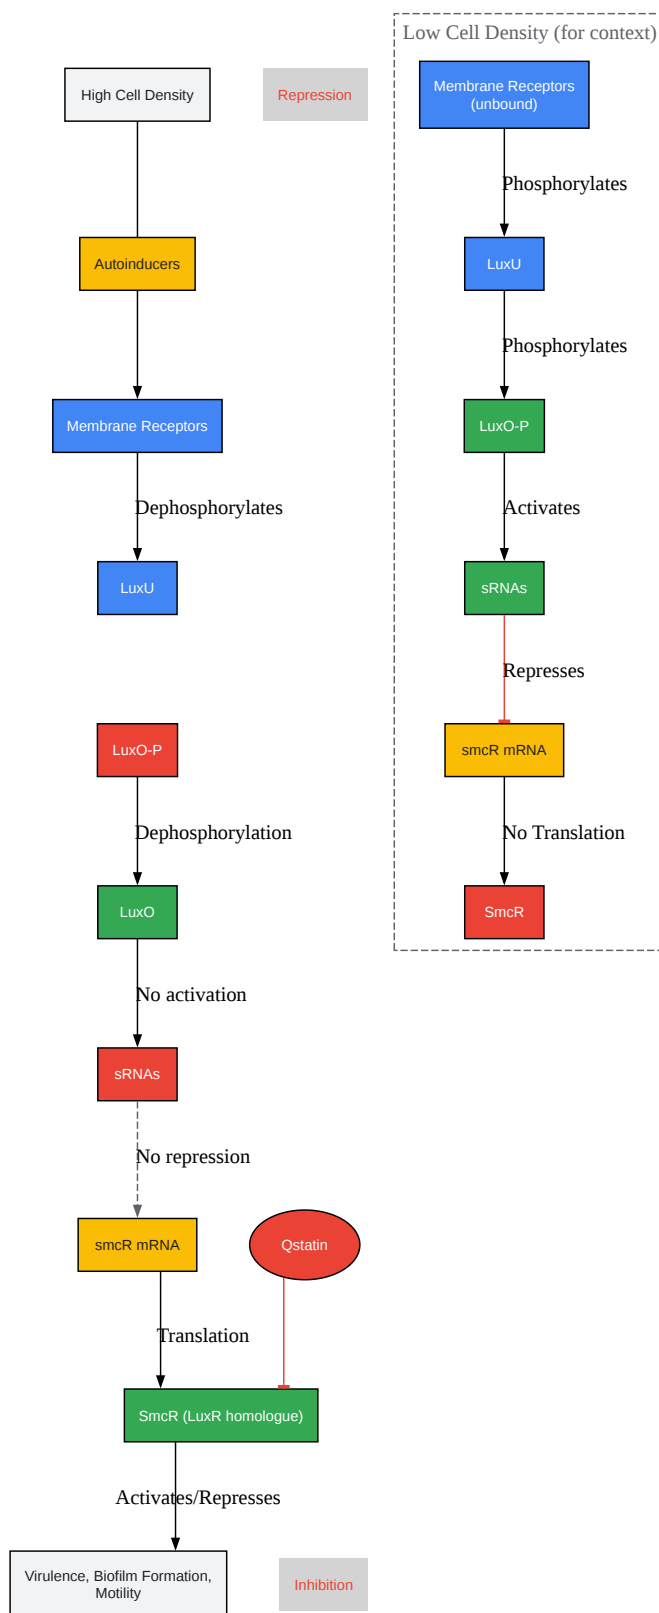 High Cell Density
Repression
Autoinducers
Membrane Receptors
Dephosphorylates
LuxU
LuxO-P
Dephosphorylation
LuxO
No activation
sRNAs
No repression
smcR mRNA
Qstatin
Translation
SmcR (LuxR homologue)
Activates/Represses
Virulence, Biofilm Formation,
Motility
Inhibition
Low Cell Density (for context)
Membrane Receptors
(unbound)
Phosphorylates
LuxU
Phosphorylates
LuxO-P
Activates
sRNAs
Represses
smcR mRNA
No Translation
SmcR